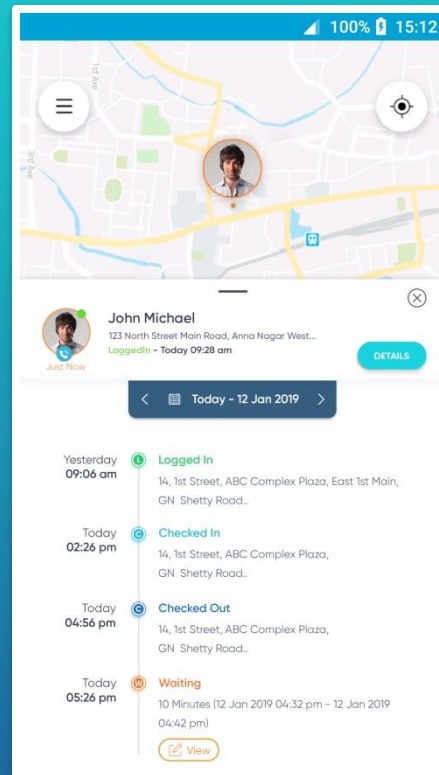 100% 15:12
1st Ave
3rd Ave
John Michael
123 North Street Main Road, Anna Nagar West...
LoggedIn - Today 09:28 am
Just Now
DETAILS
Today - 12 Jan 2019
Yesterday
09:06 am
L
Logged In
14, 1st Street, ABC Complex Plaza, East 1st Main,
GN Shetty Road..
Today
02:26 pm
C
Checked In
14, 1st Street, ABC Complex Plaza,
GN Shetty Road..
Today
04:56 pm
C
Checked Out
14, 1st Street, ABC Complex Plaza,
GN Shetty Road..
Today
05:26 pm
W
Waiting
10 Minutes (12 Jan 2019 04:32 pm - 12 Jan 2019
04:42 pm)
View